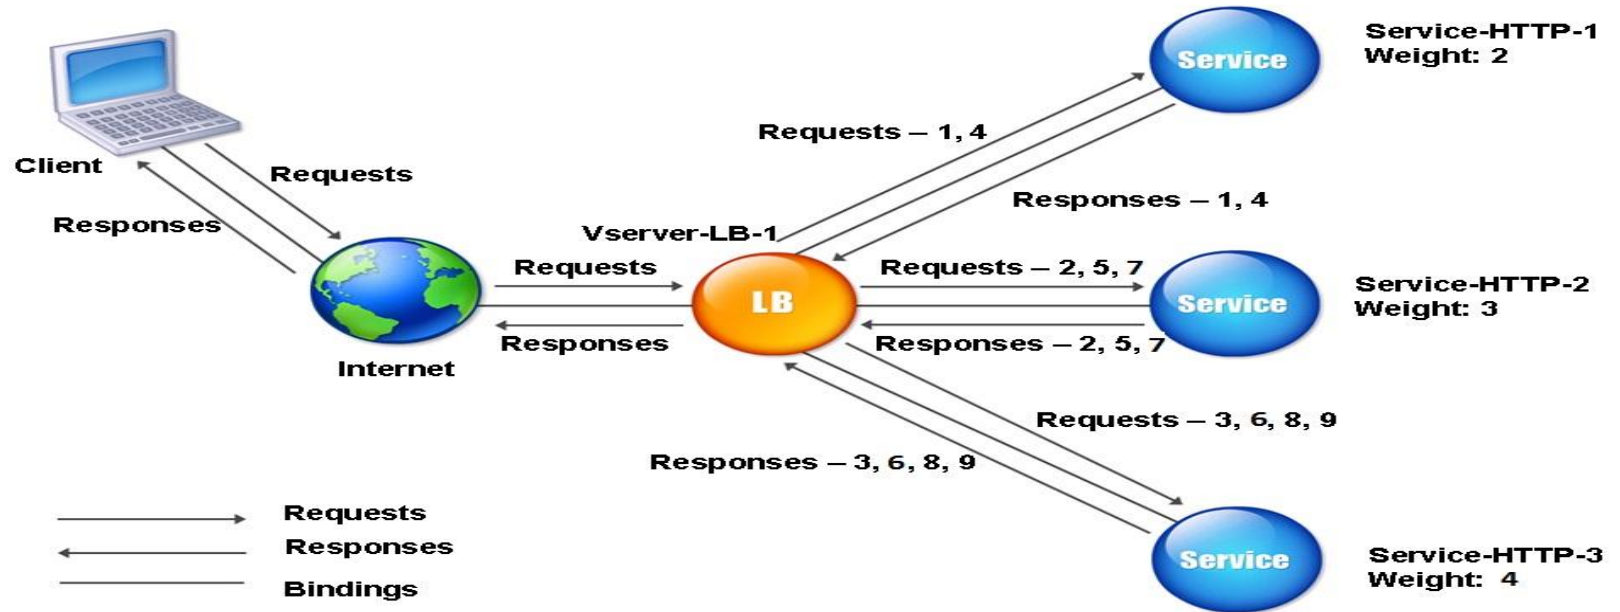 Service-HTTP-1
Weight: 2
Service
Requests – 1, 4
Client
Requests
Responses – 1, 4
Responses
Vserver-LB-1
Requests
Requests – 2, 5, 7
Service-HTTP-2
Weight: 3
LB
Service
Responses
Responses – 2, 5, 7
Internet
Requests – 3, 6, 8, 9
Responses – 3, 6, 8, 9
Requests
Responses
Bindings
Service
Service-HTTP-3
Weight: 4